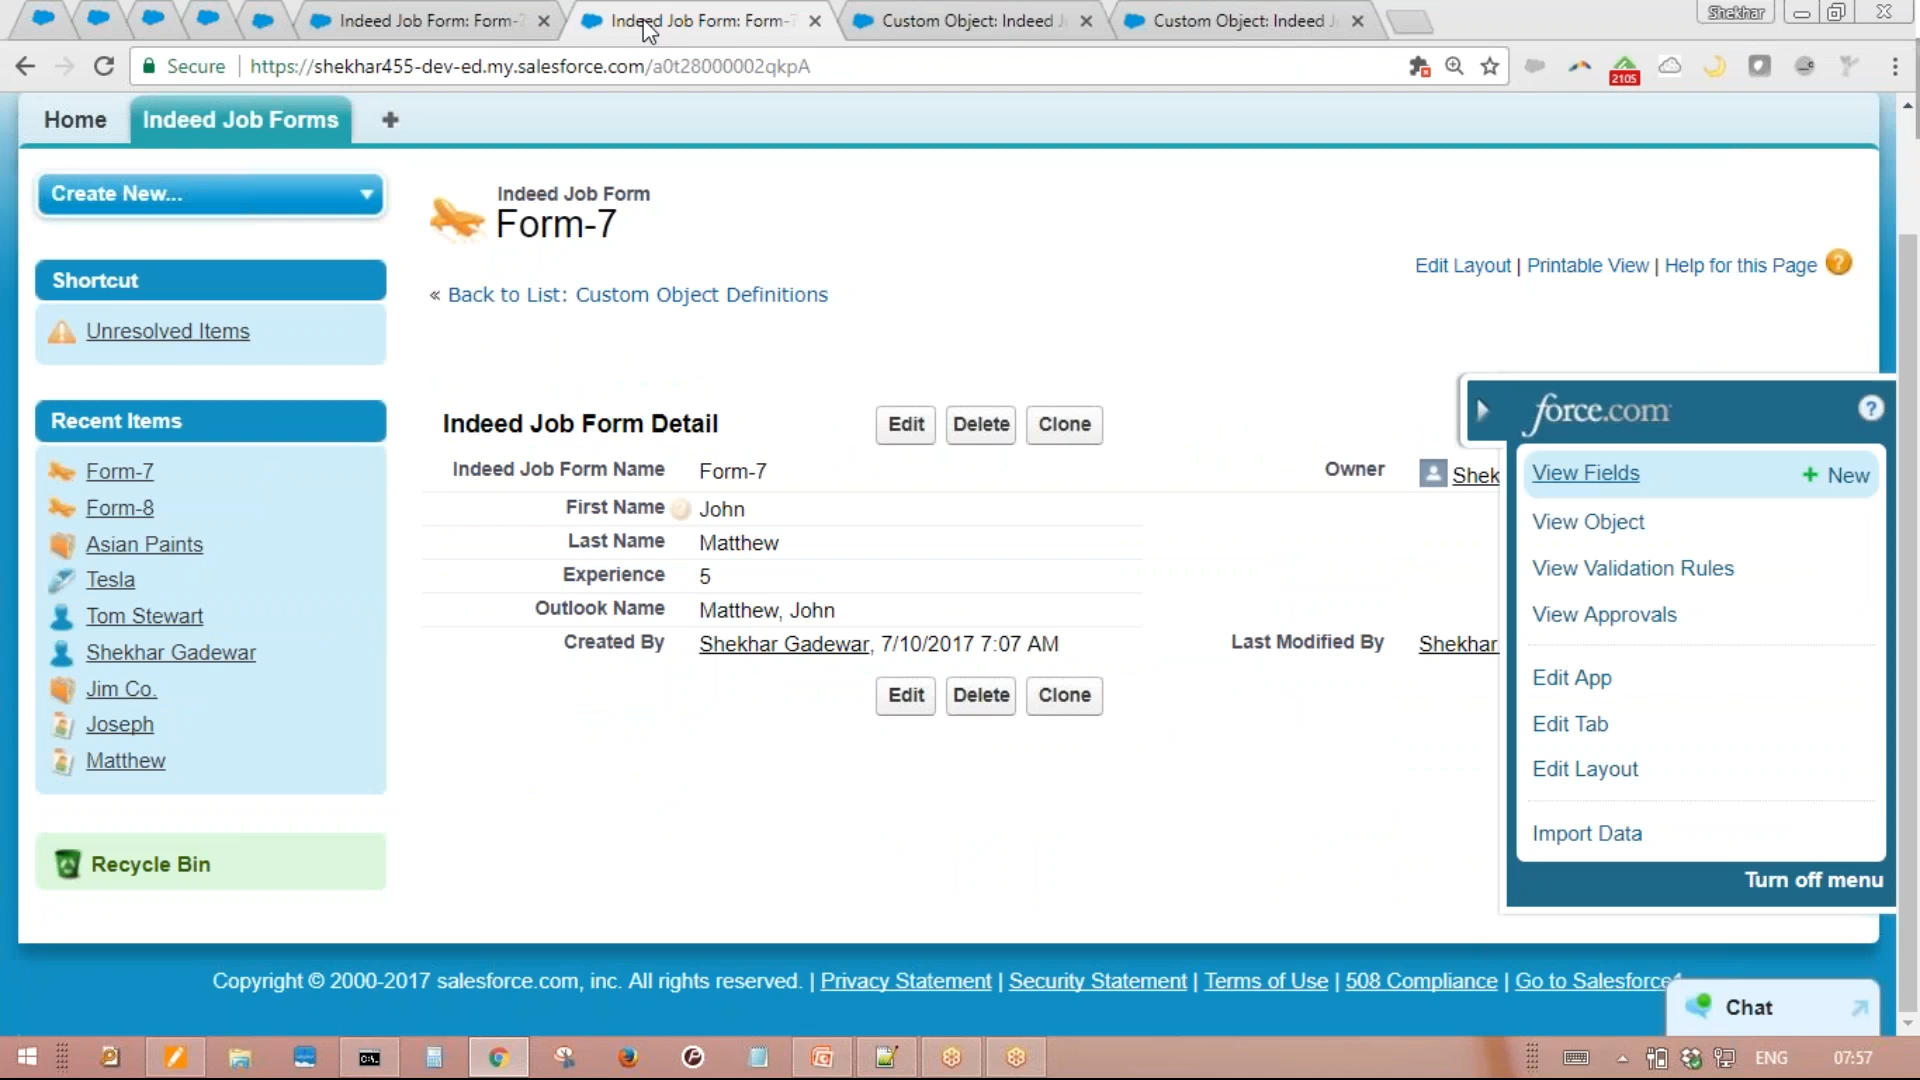 Indeed Job Form: Form-
Indeed Job Form: Form-
Custom Object: Indeed J
Custom Object: Indeed J
Shekhar
Secure | https://shekhar455-dev-ed.my.salesforce.com/a0t28000002qkpA
2105
Home
Indeed Job Forms
Create New...
Indeed Job Form
Form-7
Edit Layout | Printable View | Help for this Page
« Back to List: Custom Object Definitions
Shortcut
Unresolved Items
Recent Items
Form-7
Form-8
Asian Paints
Tesla
Tom Stewart
Shekhar Gadewar
Jim Co.
Joseph
Matthew
Recycle Bin
Indeed Job Form Detail
Edit
Delete
Clone
Indeed Job Form Name Form-7
Owner Shek
First Name John
Last Name Matthew
Experience 5
Outlook Name Matthew, John
Created By Shekhar Gadewar, 7/10/2017 7:07 AM
Last Modified By Shekhar
Edit
Delete
Clone
force.com
View Fields
+ New
View Object
View Validation Rules
View Approvals
Edit App
Edit Tab
Edit Layout
Import Data
Turn off menu
Copyright © 2000-2017 salesforce.com, inc. All rights reserved. | Privacy Statement | Security Statement | Terms of Use | 508 Compliance | Go to Salesforce1
Chat
ENG
07:57